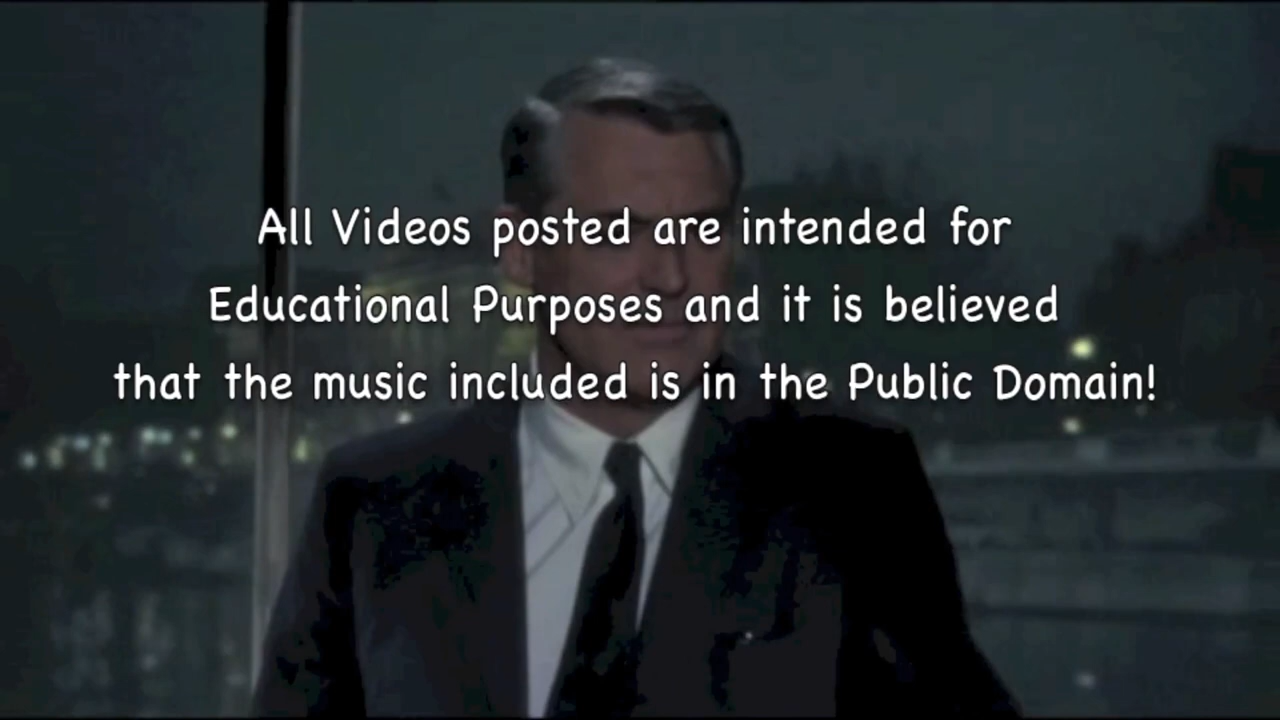 All Videos posted are intended for
Educational Purposes and it is believed
that the music included is in the Public Domain!